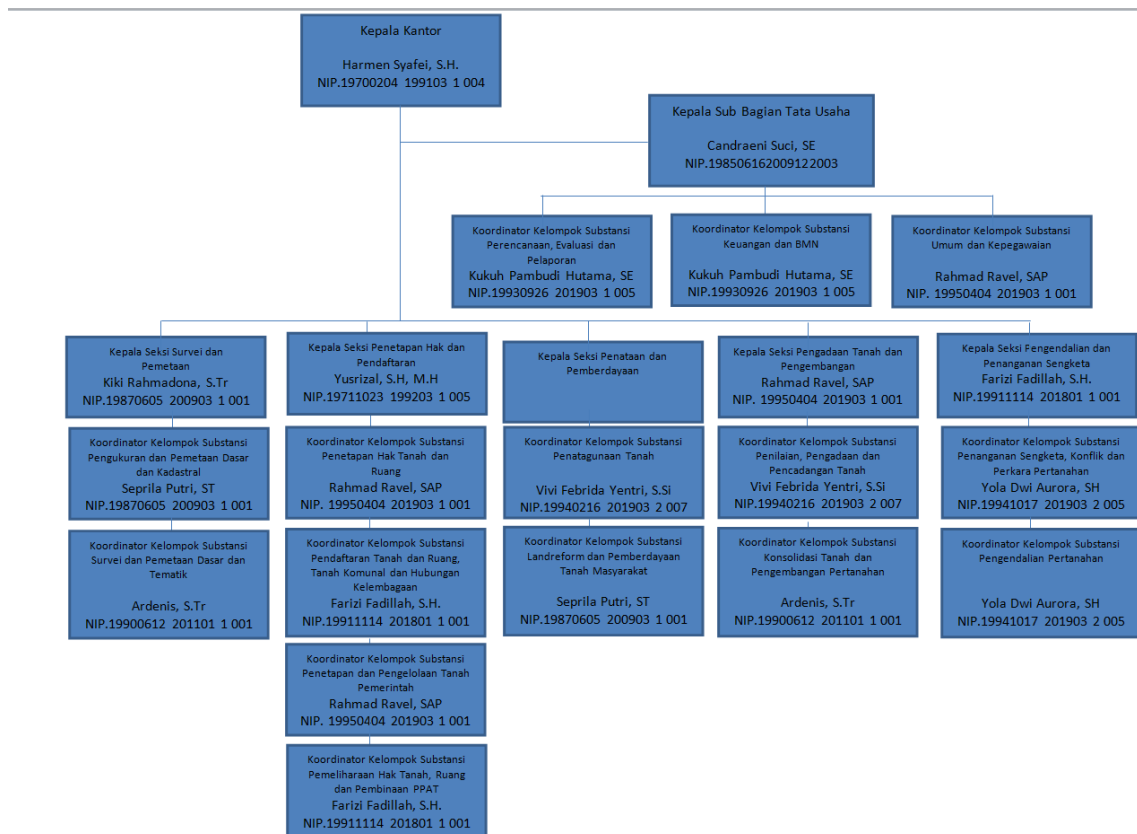 Kepala Kantor
Harmen Syafei, S.H.
NIP.19700204 199103 1 004
Kepala Sub Bagian Tata Usaha
Candraeni Suci, SE
NIP.198506162009122003
Koordinator Kelompok Substansi
Perencanaan, Evaluasi dan
Pelaporan
Kukuh Pambudi Hutama, SE
NIP.19930926 201903 1 005
Koordinator Kelompok Substansi
Keuangan dan BMN
Kukuh Pambudi Hutama, SE
NIP.19930926 201903 1 005
Koordinator Kelompok Substansi
Umum dan Kepegawaian
Rahmad Ravel, SAP
NIP. 19950404 201903 1 001
Kepala Seksi Survei dan
Pemetaan
Kiki Rahmadona, S.Tr
NIP.19870605 200903 1 001
Koordinator Kelompok Substansi
Pengukuran dan Pemetaan Dasar
dan Kadastral
Seprila Putri, ST
NIP.19870605 200903 1 001
Koordinator Kelompok Substansi
Survei dan Pemetaan Dasar dan
Tematik
Ardenis, S.Tr
NIP.19900612 201101 1 001
Kepala Seksi Penetapan Hak dan
Pendaftaran
Yusrizal, S.H, M.H
NIP.19711023 199203 1 005
Koordinator Kelompok Substansi
Penetapan Hak Tanah dan
Ruang
Rahmad Ravel, SAP
NIP. 19950404 201903 1 001
Koordinator Kelompok Substansi
Pendaftaran Tanah dan Ruang,
Tanah Komunal dan Hubungan
Kelembagaan
Farizi Fadillah, S.H.
NIP.19911114 201801 1 001
Koordinator Kelompok Substansi
Penetapan dan Pengelolaan Tanah
Pemerintah
Rahmad Ravel, SAP
NIP. 19950404 201903 1 001
Koordinator Kelompok Substansi
Pemeliharaan Hak Tanah, Ruang
dan Pembinaan PPAT
Farizi Fadillah, S.H.
NIP.19911114 201801 1 001
Kepala Seksi Penataan dan
Pemberdayaan
Koordinator Kelompok Substansi
Penatagunaan Tanah
Vivi Febrida Yentri, S.Si
NIP.19940216 201903 2 007
Koordinator Kelompok Substansi
Landreform dan Pemberdayaan
Tanah Masyarakat
Seprila Putri, ST
NIP.19870605 200903 1 001
Kepala Seksi Pengadaan Tanah dan
Pengembangan
Rahmad Ravel, SAP
NIP. 19950404 201903 1 001
Koordinator Kelompok Substansi
Penilaian, Pengadaan dan
Pencadangan Tanah
Vivi Febrida Yentri, S.Si
NIP.19940216 201903 2 007
Koordinator Kelompok Substansi
Konsolidasi Tanah dan
Pengembangan Pertanahan
Ardenis, S.Tr
NIP.19900612 201101 1 001
Kepala Seksi Pengendalian dan
Penanganan Sengketa
Farizi Fadillah, S.H.
NIP.19911114 201801 1 001
Koordinator Kelompok Substansi
Penanganan Sengketa, Konflik dan
Perkara Pertanahan
Yola Dwi Aurora, SH
NIP.19941017 201903 2 005
Koordinator Kelompok Substansi
Pengendalian Pertanahan
Yola Dwi Aurora, SH
NIP.19941017 201903 2 005